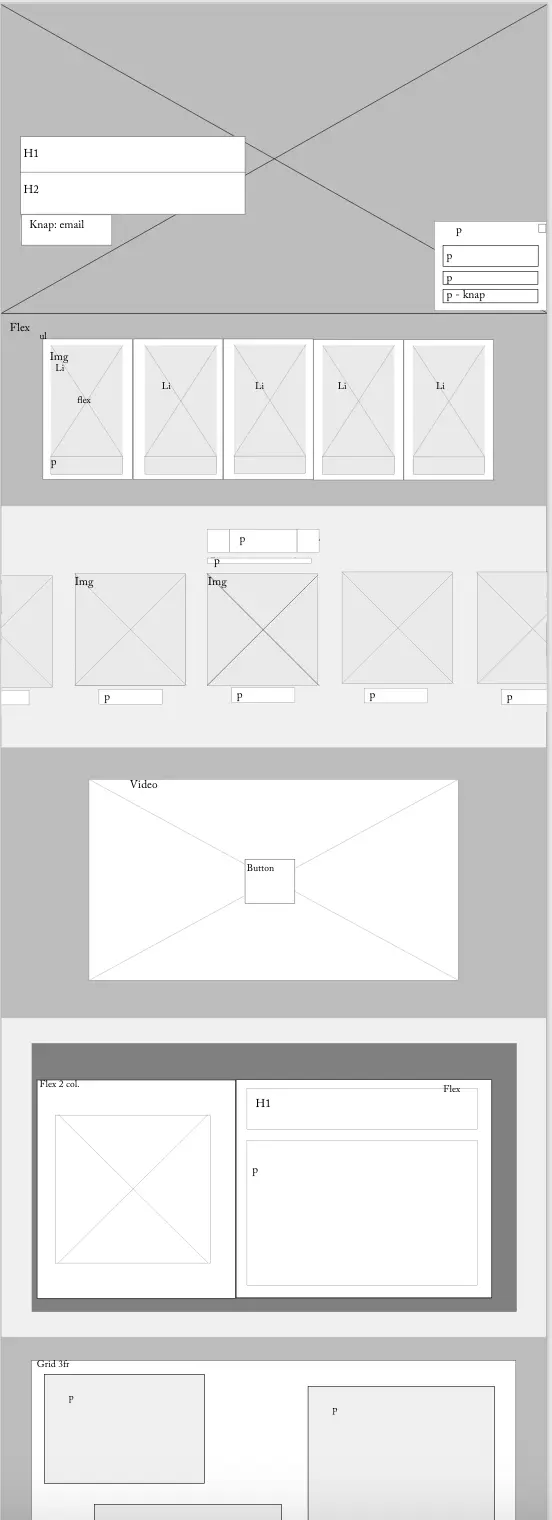 H1
H2
Knap: email
p
p
p
p - knap
Flex
ul
Img
Li
flex
p
Li
Li
Li
Li
p
p
Img
Img
p
p
p
p
Video
Button
Flex 2 col.
Flex
H1
p
Grid 3fr
p
p